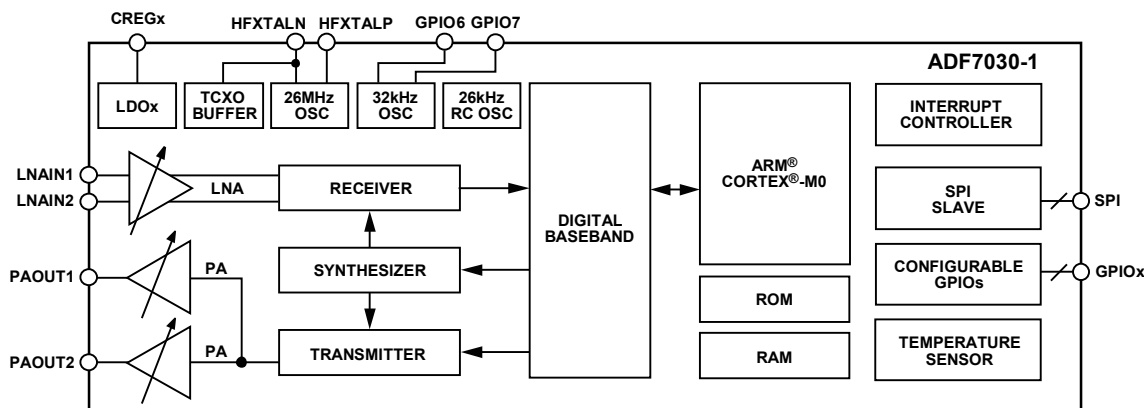 CREGx
HFXTALN
HFXTALP
GPIO6
GPIO7
ADF7030-1
LDOx
TCXO
BUFFER
26MHz
OSC
32kHz
OSC
26kHz
RC OSC
INTERRUPT
CONTROLLER
LNAIN1
LNAIN2
LNA
RECEIVER
ARM®
CORTEX®-M0
SPI
SLAVE
SPI
DIGITAL
BASEBAND
PAOUT1
PA
SYNTHESIZER
CONFIGURABLE
GPIOs
GPIOx
ROM
PAOUT2
PA
TRANSMITTER
RAM
TEMPERATURE
SENSOR